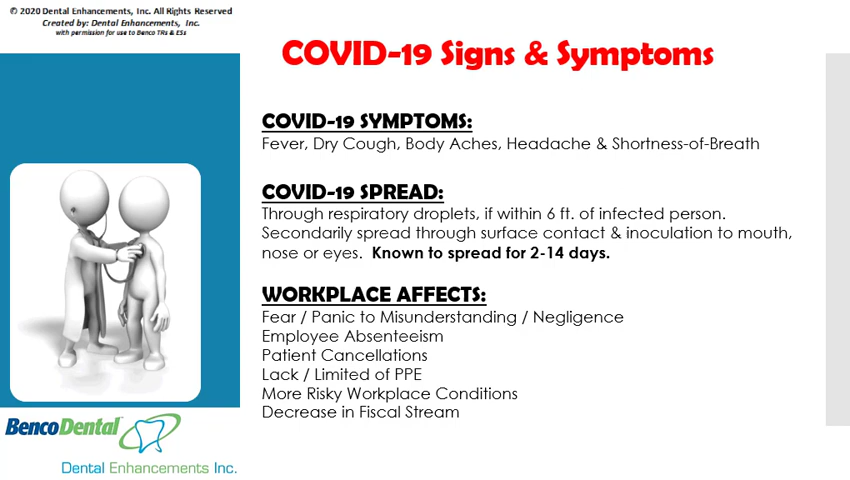 © 2020 Dental Enhancements, Inc. All Rights Reserved
Created by: Dental Enhancements, Inc.
with permission for use to Benco TRs & ESs
COVID-19 Signs & Symptoms
COVID-19 SYMPTOMS:
Fever, Dry Cough, Body Aches, Headache & Shortness-of-Breath
COVID-19 SPREAD:
Through respiratory droplets, if within 6 ft. of infected person.
Secondarily spread through surface contact & inoculation to mouth,
nose or eyes. Known to spread for 2-14 days.
WORKPLACE AFFECTS:
Fear / Panic to Misunderstanding / Negligence
Employee Absenteeism
Patient Cancellations
Lack / Limited of PPE
More Risky Workplace Conditions
Decrease in Fiscal Stream
BencoDental™
Dental Enhancements Inc.